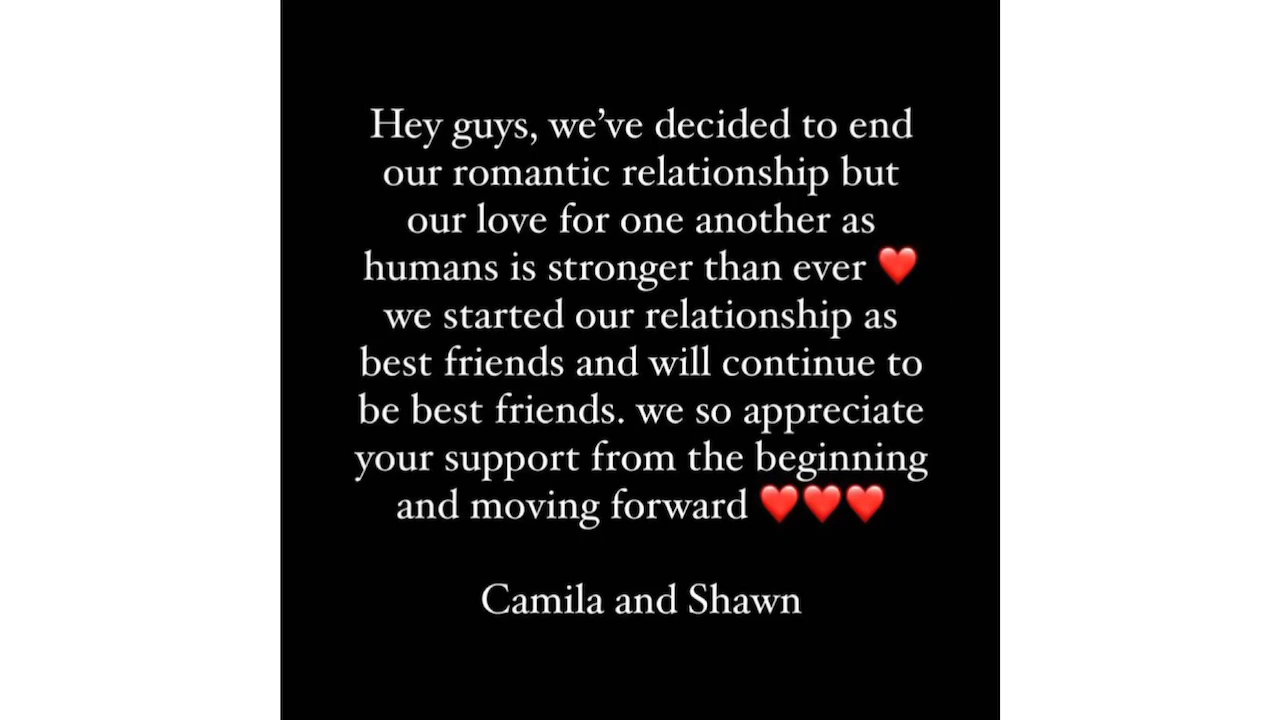 Hey guys, we’ve decided to end
our romantic relationship but
our love for one another as
humans is stronger than ever ❤️
we started our relationship as
best friends and will continue to
be best friends. we so appreciate
your support from the beginning
and moving forward ❤️❤️❤️
Camila and Shawn